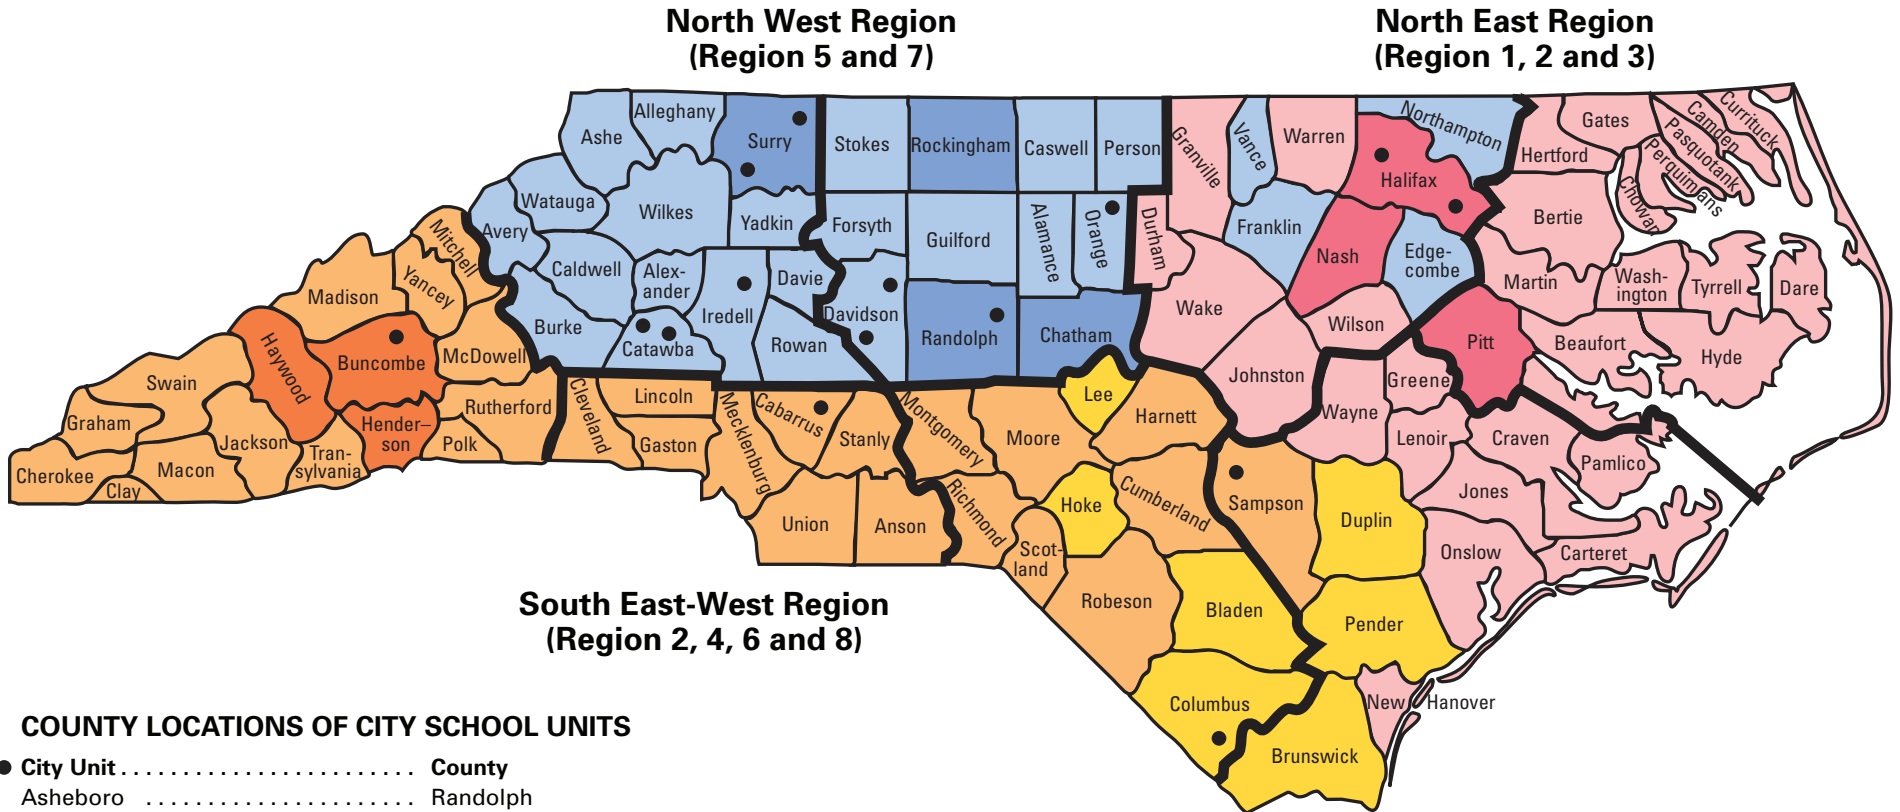 North West Region
(Region 5 and 7)
North East Region
(Region 1, 2 and 3)
Alleghany
Ashe
Surry
Stokes
Rockingham
Caswell
Person
Granville
Vance
Warren
Northampton
Halifax
Hertford
Gates
Currituck
Camden
Pasquotank
Perquimans
Chowan
Bertie
Watauga
Wilkes
Yadkin
Forsyth
Guilford
Alamance
Orange
Durham
Franklin
Nash
Edge-
combe
Martin
Wash-
ington
Tyrrell
Dare
Mitchell
Avery
Caldwell
Alex-
ander
Iredell
Davie
Davidson
Randolph
Chatham
Wake
Wilson
Pitt
Beaufort
Hyde
Madison
Yancey
Burke
Catawba
Rowan
Haywood
Buncombe
McDowell
Swain
Graham
Cherokee
Clay
Macon
Jackson
Tran-
sylvania
Hender–
son
Polk
Rutherford
Cleveland
Lincoln
Gaston
Mecklenburg
Cabarrus
Stanly
Montgomery
Moore
Lee
Harnett
Johnston
Wayne
Greene
Lenoir
Craven
Pamlico
Jones
Union
Anson
Richmond
Scot-
land
Hoke
Cumberland
Sampson
Duplin
Onslow
Carteret
Robeson
Bladen
Pender
Columbus
Brunswick
New Hanover
South East-West Region
(Region 2, 4, 6 and 8)
COUNTY LOCATIONS OF CITY SCHOOL UNITS
● City Unit . . . . . . . . . . . . . . . . . . . . . . . . County
Asheboro . . . . . . . . . . . . . . . . . . . . . . Randolph